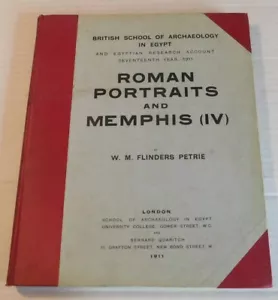 BRITISH SCHOOL OF ARCHAEOLOGY
IN EGYPT
AND EGYPTIAN RESEARCH ACCOUNT
SEVENTEENTH YEAR, 1911
ROMAN
PORTRAITS
AND
MEMPHIS (IV)
BY
W. M. FLINDERS PETRIE
LONDON
SCHOOL OF ARCHAEOLOGY IN EGYPT
UNIVERSITY COLLEGE, GOWER STREET, W.C.
AND
BERNARD QUARITCH
11 GRAFTON STREET, NEW BOND STREET, W.
1911